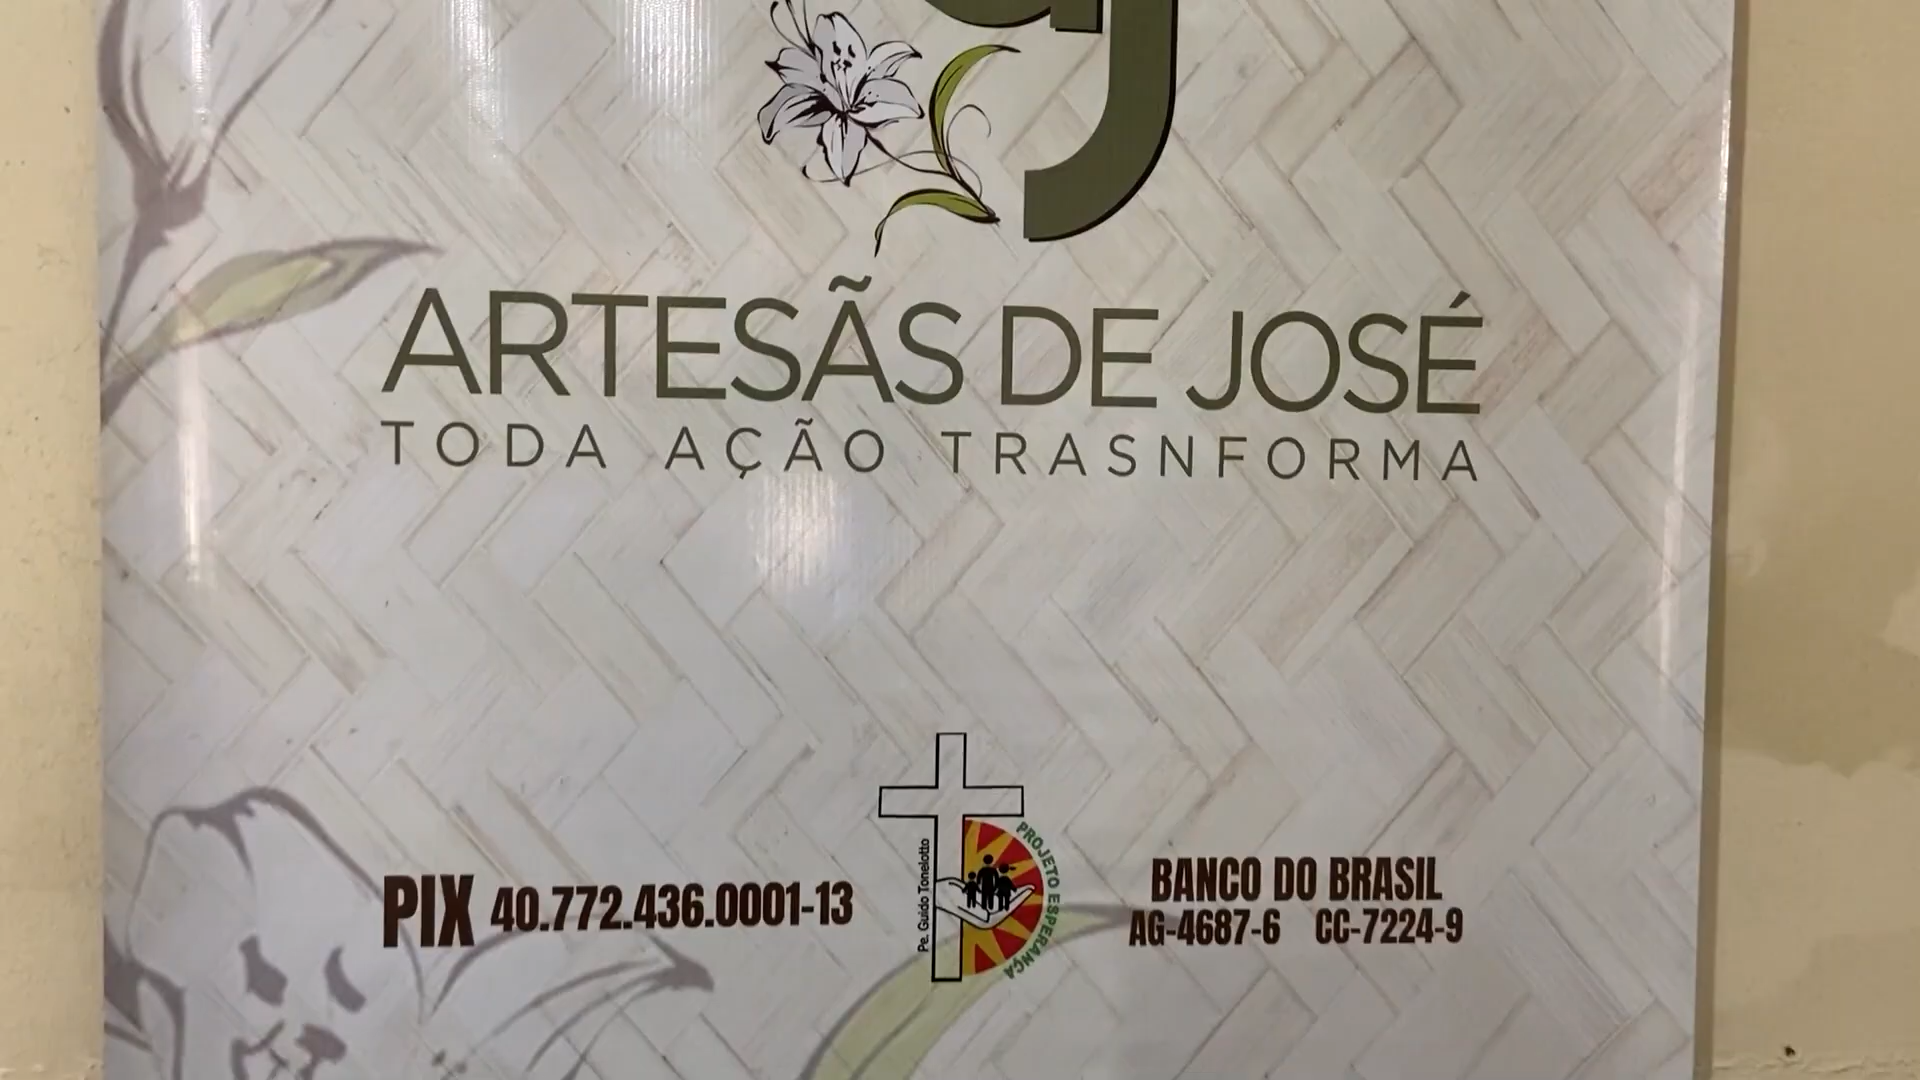 aj
ARTESÃS DE JOSÉ
TODA AÇÃO TRASNFORMA
PIX 40.772.436.0001-13
Pe. Guido Tonelotto
PROJETO ESPERANÇA
BANCO DO BRASIL
AG-4687-6 CC-7224-9